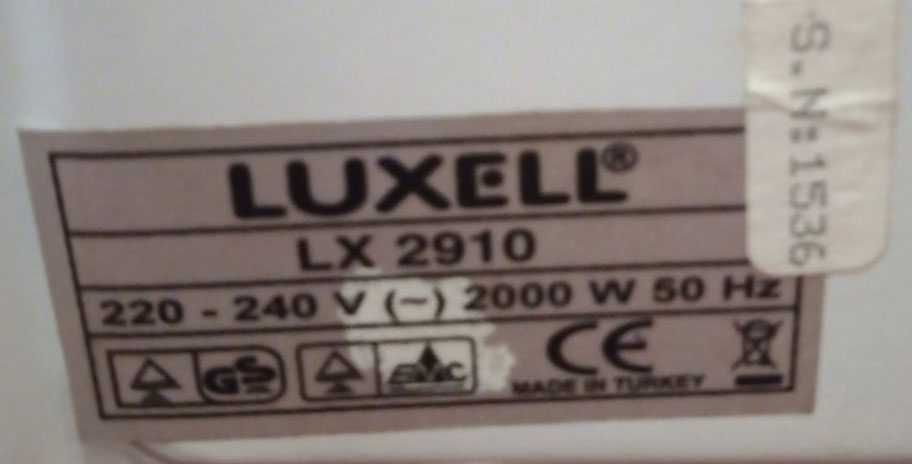 LUXELL®
LX 2910
220 - 240 V (~) 2000 W 50 Hz
GS
EMC
CE
MADE IN TURKEY
S.N:1536